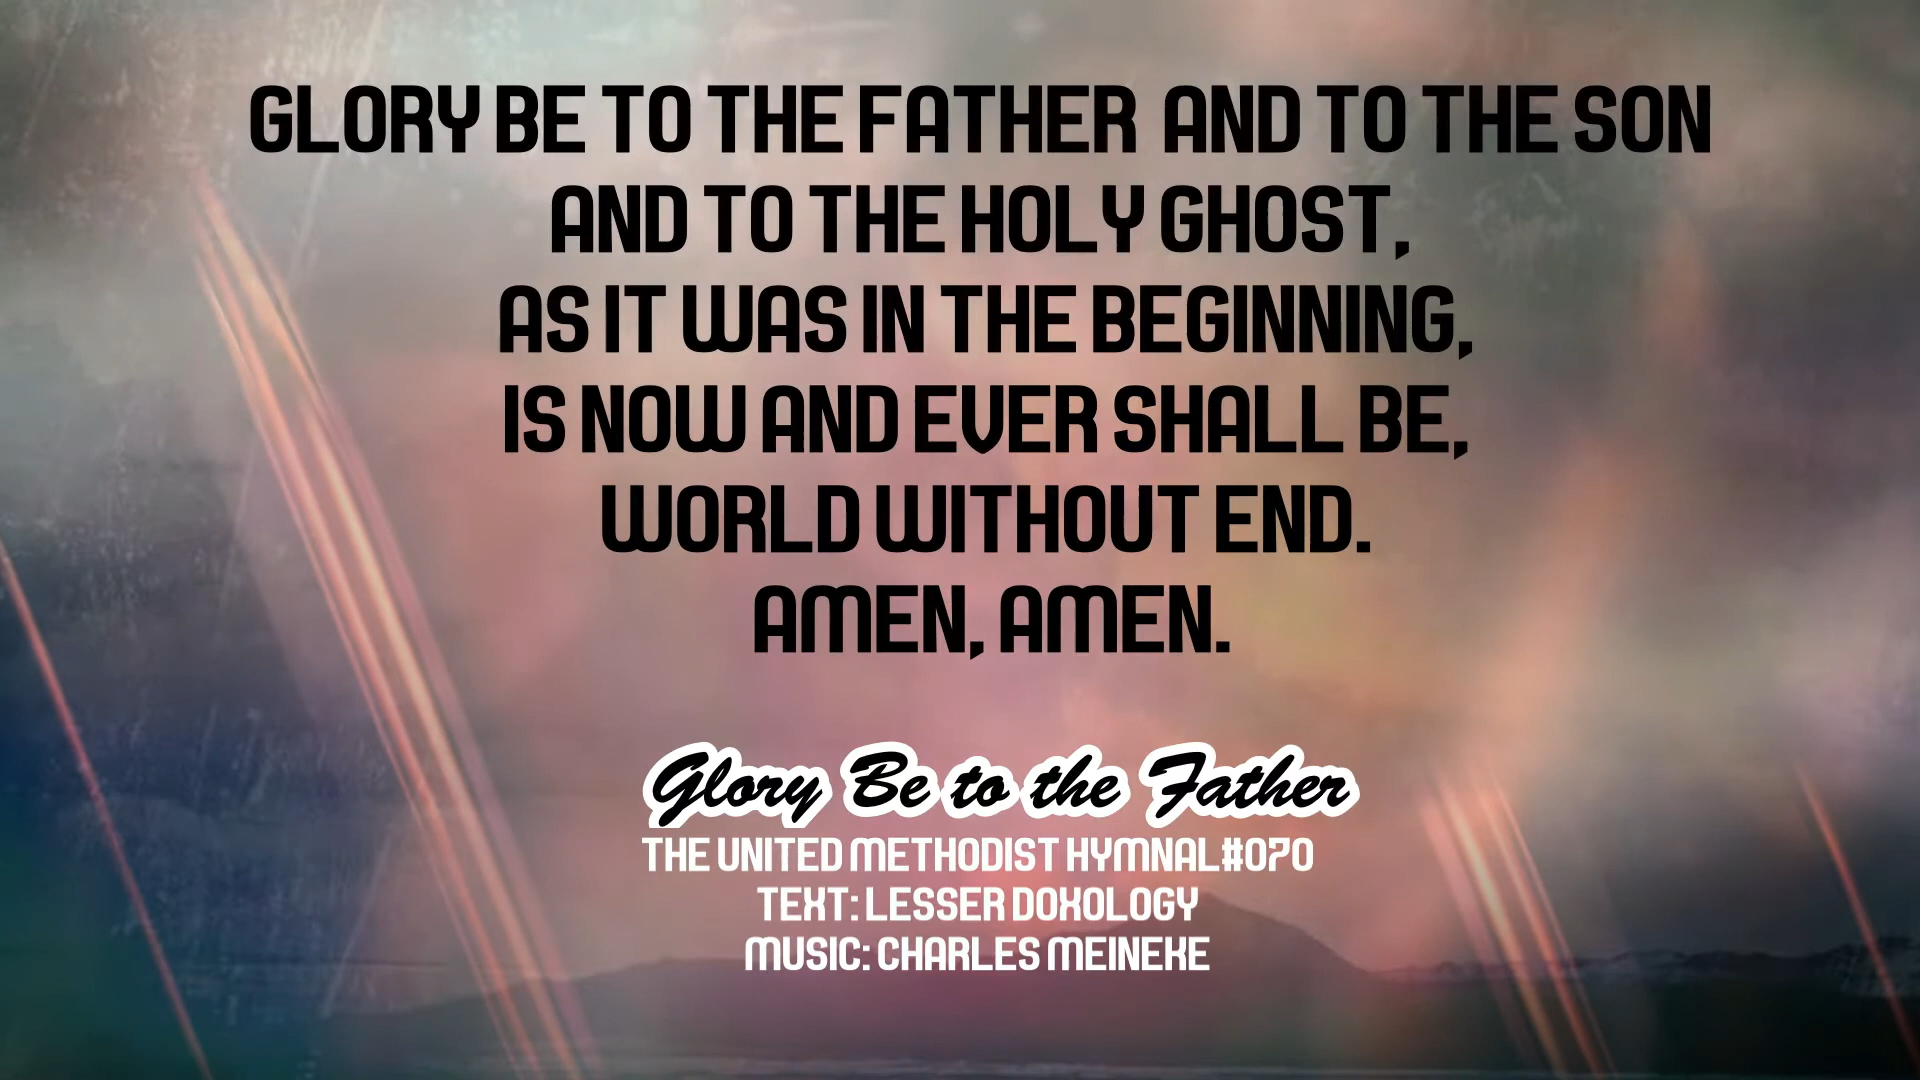 GLORY BE TO THE FATHER AND TO THE SON
AND TO THE HOLY GHOST,
AS IT WAS IN THE BEGINNING,
IS NOW AND EVER SHALL BE,
WORLD WITHOUT END.
AMEN, AMEN.
Glory Be to the Father
THE UNITED METHODIST HYMNAL #070
TEXT: LESSER DOXOLOGY
MUSIC: CHARLES MEINEKE